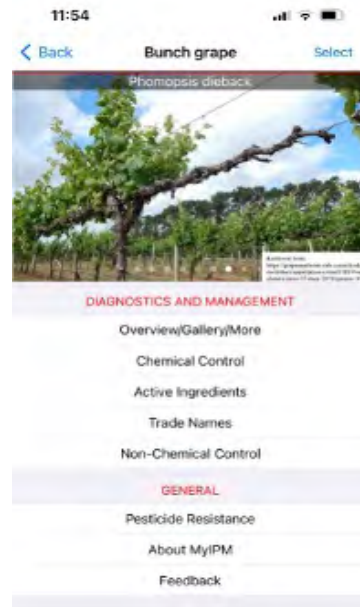 11:54
Back Bunch grape Select
Phomopsis dieback
DIAGNOSTICS AND MANAGEMENT
Overview/Gallery/More
Chemical Control
Active Ingredients
Trade Names
Non-Chemical Control
GENERAL
Pesticide Resistance
About MyIPM
Feedback